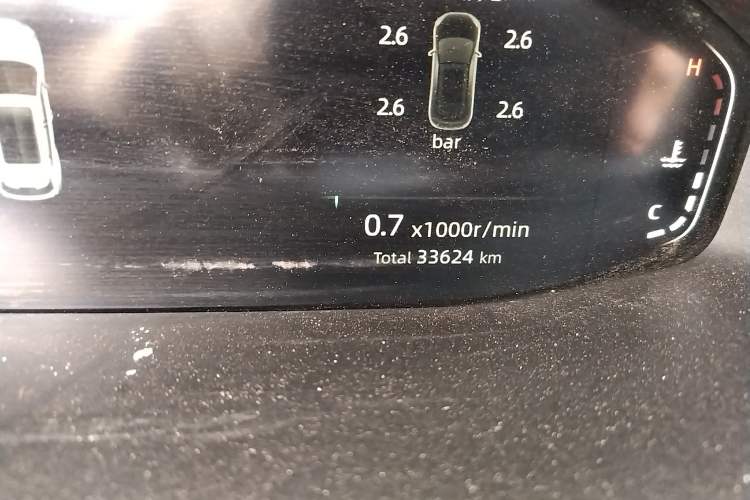 2.6 2.6
H
2.6 2.6
bar
C
0.7 x1000r/min
Total 33624 km